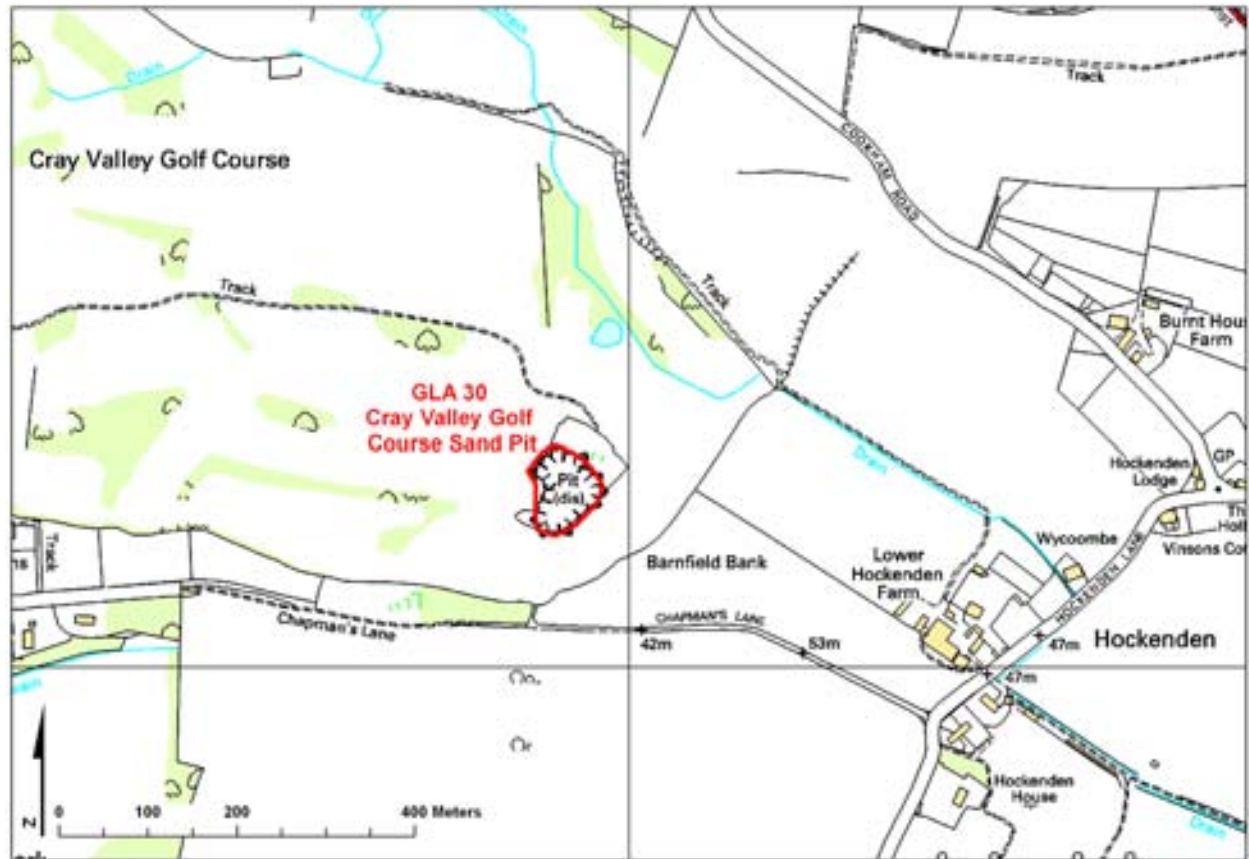 Drain
Drain
Track
Cray Valley Golf Course
COOKHAM ROAD
Track
Track
Track
Burnt Hou
Farm
GLA 30
Cray Valley Golf
Course Sand Pit
Pit
(dis)
Drain
GP
Hockenden
Lodge
Track
Wycoombe
Vinsons Co
Barnfield Bank
Lower
Hockenden
Farm
HOCKENDEN LANE
Chapman's Lane
CHAPMAN'S LANE
42m
53m
47m
Hockenden
47m
Hockenden
House
N
0 100 200 400 Meters
Drain